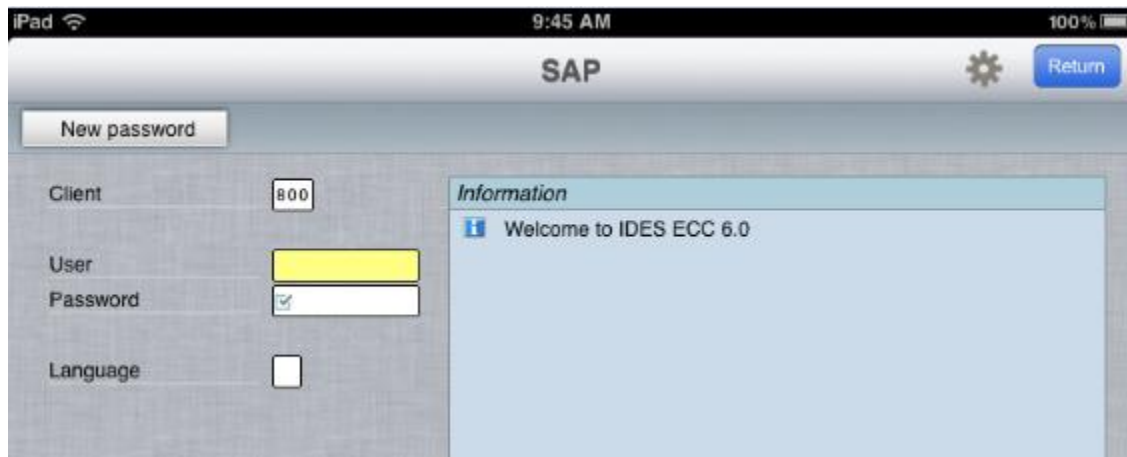 iPad 9:45 AM 100%
SAP
Return
New password
Client 800
Information
Welcome to IDES ECC 6.0
User
Password
Language